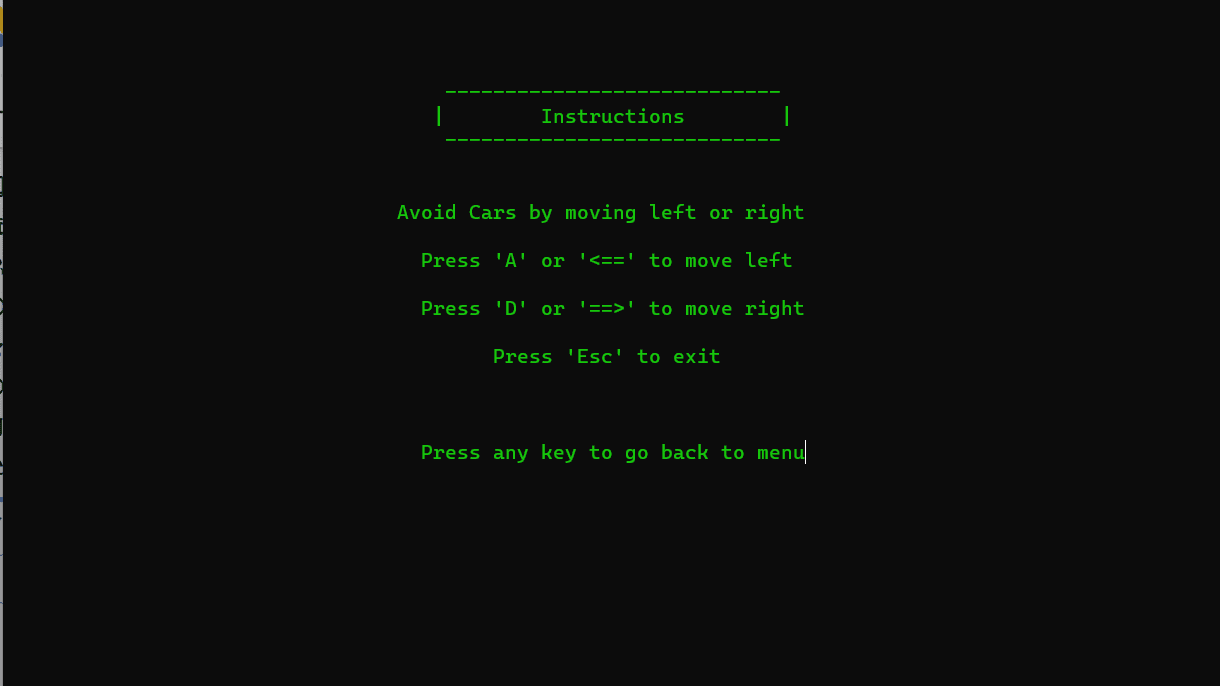 ----------------------------
| Instructions |
----------------------------
Avoid Cars by moving left or right
Press 'A' or '<==' to move left
Press 'D' or '==>' to move right
Press 'Esc' to exit
Press any key to go back to menu